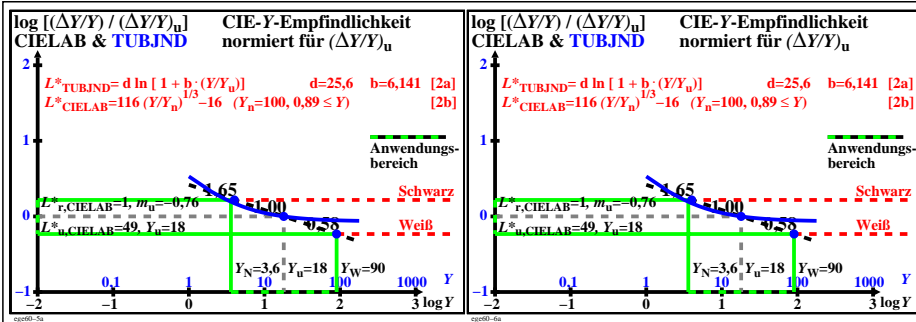 log [(ΔY/Y) / (ΔY/Y)u]
CIELAB & TUBJND
CIE-Y-Empfindlichkeit
normiert für (ΔY/Y)u
2
L*TUBJND= d ln [ 1 + b·(Y/Yu)] d=25,6 b=6,141 [2a]
L*CIELAB=116 (Y/Yn)1/3−16 (Yn=100, 0,89 ≤ Y) [2b]
1
Anwendungs-
bereich
1.65
Schwarz
L*r,CIELAB=1, mu=−0,76
1.00
0
L*u,CIELAB=49, Yu=18
0.58
Weiß
YN=3,6 Yu=18 YW=90
0,1 1 10 100 1000 Y
−1
−2 −1 0 1 2 3 log Y
ege60-5a
log [(ΔY/Y) / (ΔY/Y)u]
CIELAB & TUBJND
CIE-Y-Empfindlichkeit
normiert für (ΔY/Y)u
2
L*TUBJND= d ln [ 1 + b·(Y/Yu)] d=25,6 b=6,141 [2a]
L*CIELAB=116 (Y/Yn)1/3−16 (Yn=100, 0,89 ≤ Y) [2b]
1
Anwendungs-
bereich
1.65
Schwarz
L*r,CIELAB=1, mu=−0,76
1.00
0
L*u,CIELAB=49, Yu=18
0.58
Weiß
YN=3,6 Yu=18 YW=90
0,1 1 10 100 1000 Y
−1
−2 −1 0 1 2 3 log Y
ege60-6a